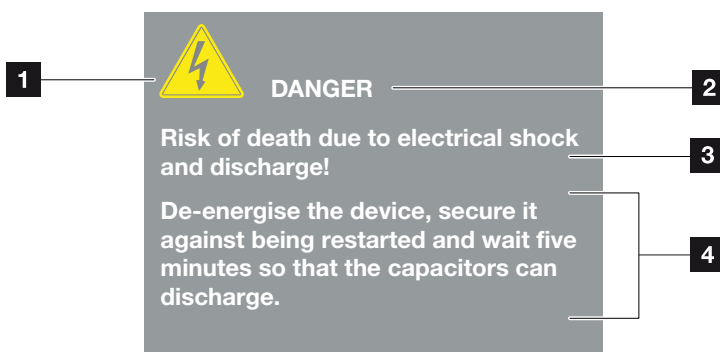 1
DANGER
2
Risk of death due to electrical shock
and discharge!
3
De-energise the device, secure it
against being restarted and wait five
minutes so that the capacitors can
discharge.
4